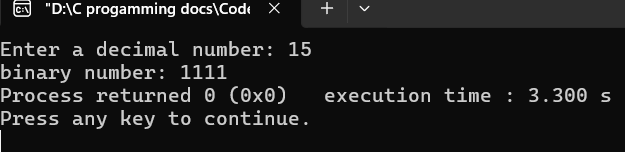 "D:\C progamming docs\Code
Enter a decimal number: 15
binary number: 1111
Process returned 0 (0x0)   execution time : 3.300 s
Press any key to continue.